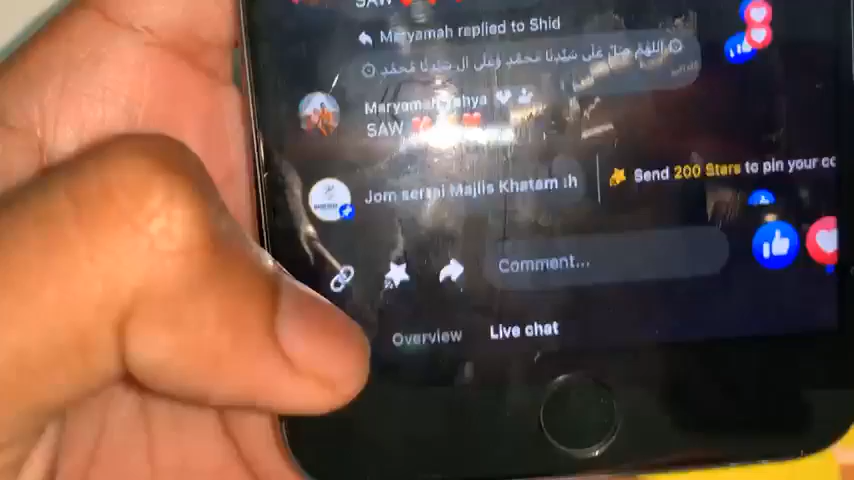 SAW
Maryamah replied to Shid
اللهم صل على سيدنا محمد وعلى آل سيدنا محمد
Maryamah Yahya
SAW
Jom sertai Majlis Khatam :h
Send 200 Stars to pin your co
Comment...
Overview
Live chat